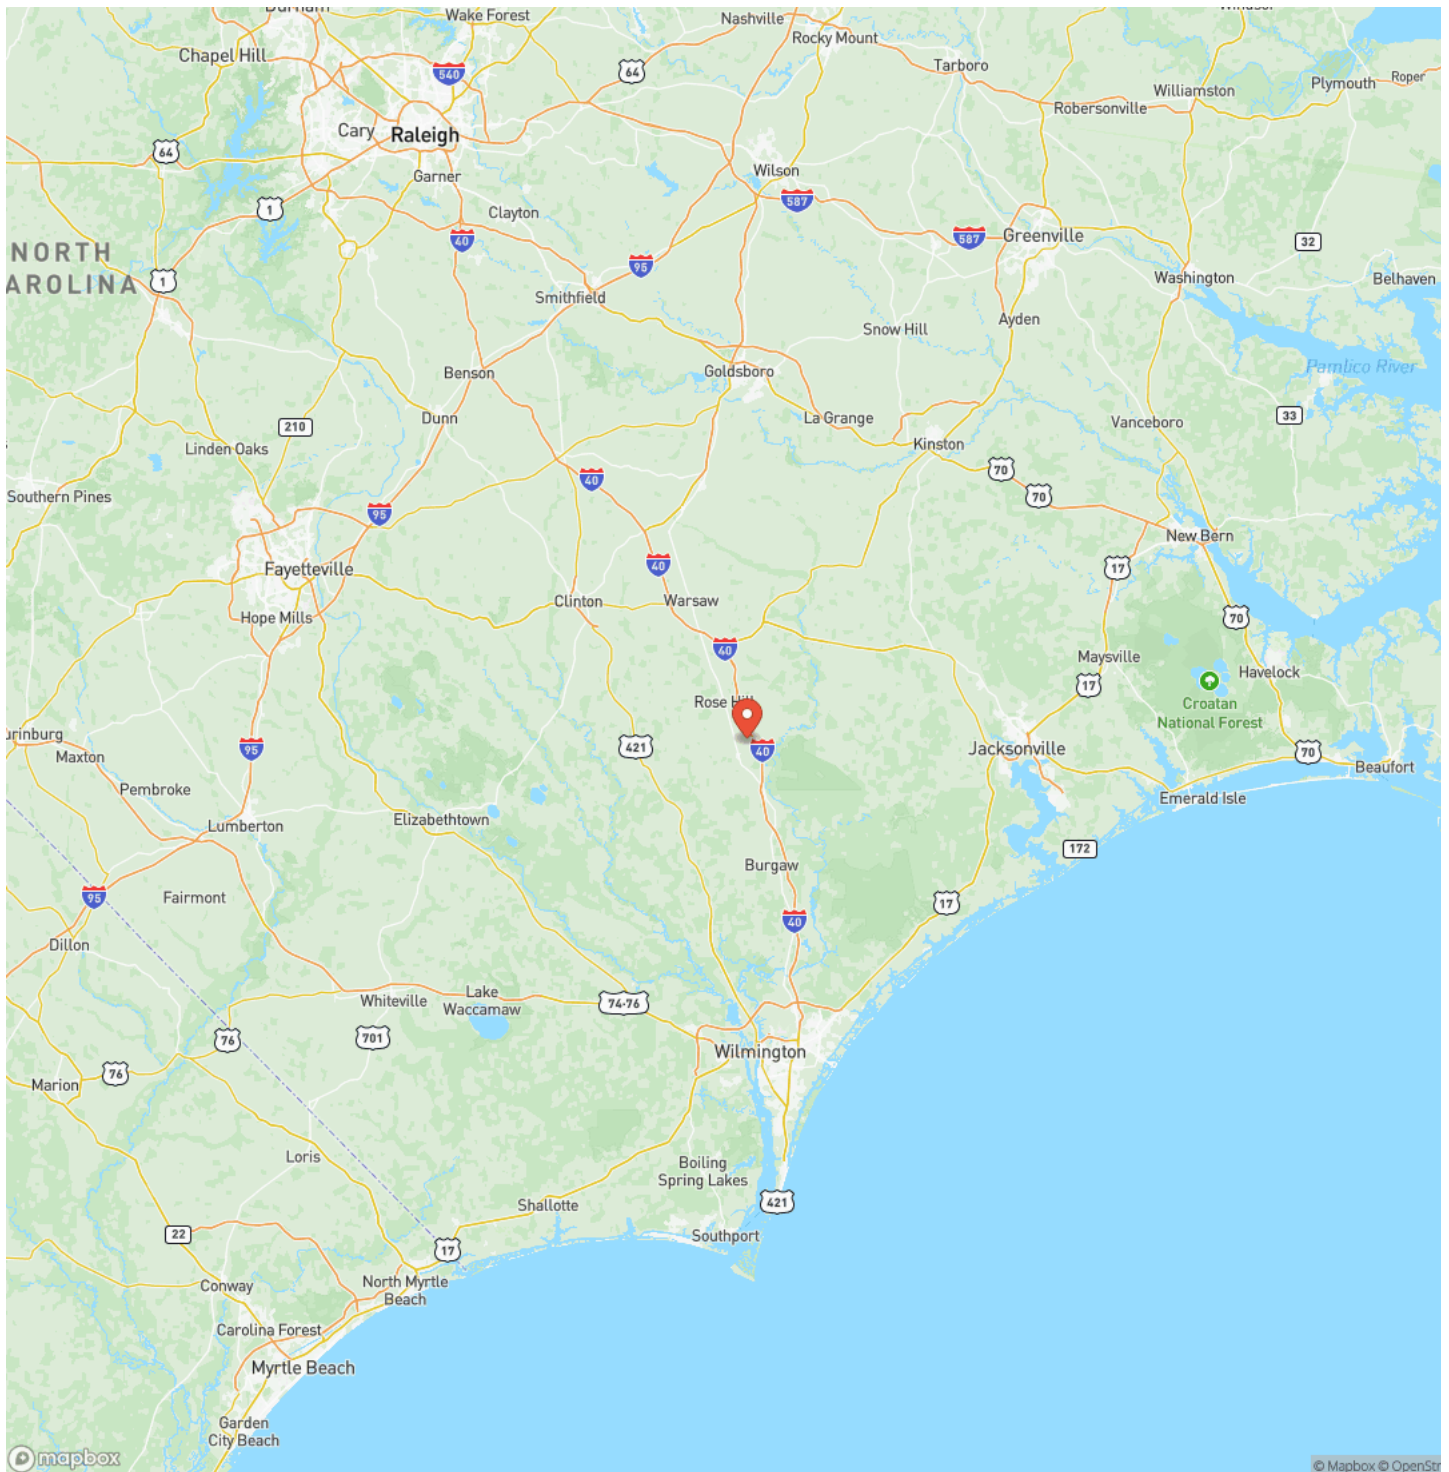 Wake Forest
Nashville
Rocky Mount
Chapel Hill
540
64
Tarboro
Williamston
Plymouth
Roper
Robersonville
Cary
Raleigh
64
Garner
Wilson
587
1
Clayton
40
587
Greenville
32
NORTH
AROLINA
1
95
Washington
Belhaven
Smithfield
Snow Hill
Ayden
Benson
Goldsboro
Pamlico River
Dunn
La Grange
33
210
Vanceboro
Linden Oaks
Kinston
70
40
70
Southern Pines
95
New Bern
40
17
Fayetteville
Clinton
Warsaw
Hope Mills
70
40
Maysville
17
Havelock
Croatan
National Forest
Rose Hill
urinburg
95
421
40
Jacksonville
70
Maxton
Beaufort
Pembroke
Emerald Isle
Elizabethtown
Lumberton
172
Burgaw
95
Fairmont
17
40
Dillon
Lake
Waccamaw
Whiteville
74-76
76
701
Wilmington
76
Marion
Loris
Boiling
Spring Lakes
Shallotte
421
22
17
Southport
Conway
North Myrtle
Beach
Carolina Forest
Myrtle Beach
Garden
City Beach
mapbox
© Mapbox © OpenStr